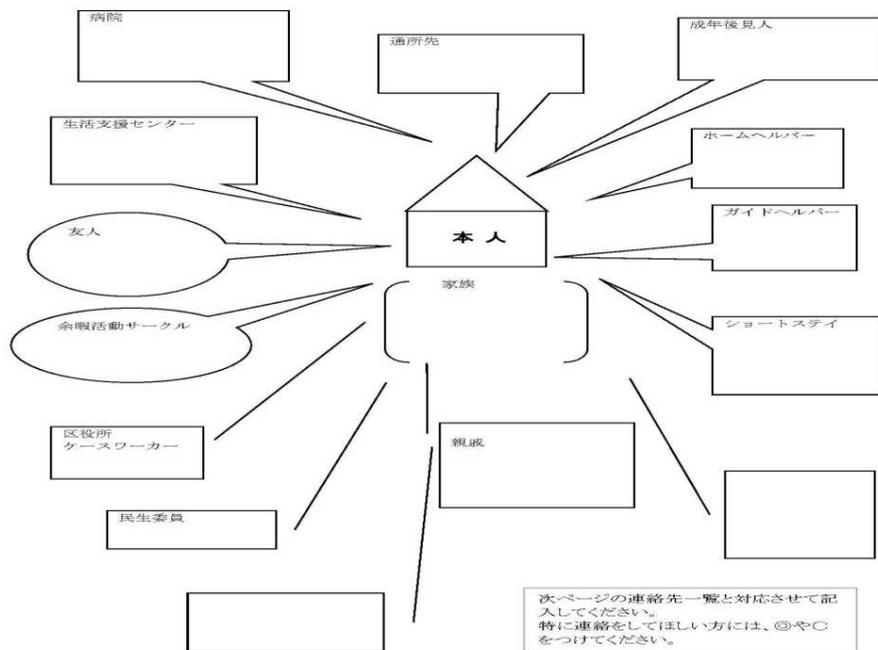 病院
通所先
成年後見人
生活支援センター
ホームヘルパー
友人
ガイドヘルパー
本人
家族
余暇活動サークル
ショートステイ
区役所
ケースワーカー
親戚
民生委員
次ページの連絡先一覧と対応させて記
入してください。
特に連絡をしてほしい方には、◎や○
をつけてください。